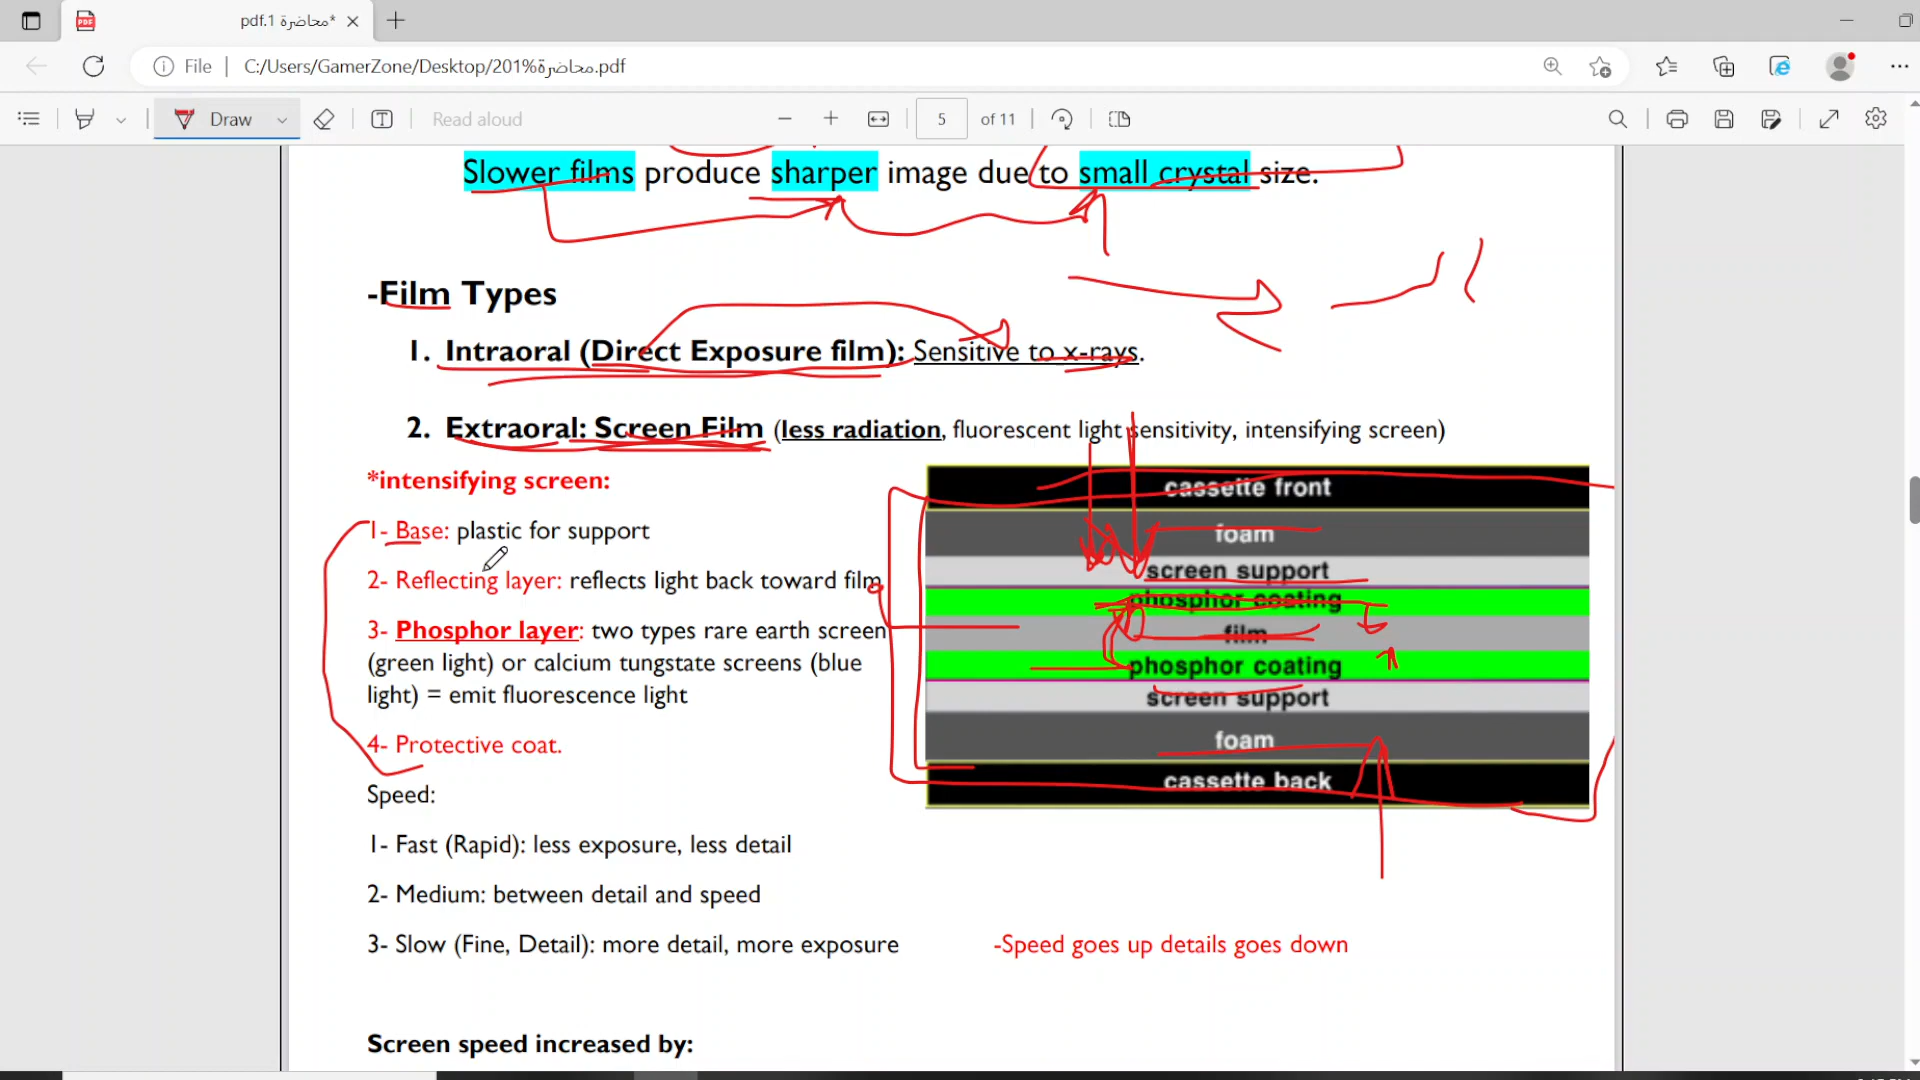 محاضرة 1.pdf*
File
C:/Users/GamerZone/Desktop/201%محاضرة.pdf
Draw
Read aloud
5 of 11
Slower films produce sharper image due to small crystal size.
-Film Types
1. Intraoral (Direct Exposure film): Sensitive to x-rays.
2. Extraoral: Screen Film (less radiation, fluorescent light sensitivity, intensifying screen)
*intensifying screen:
1- Base: plastic for support
2- Reflecting layer: reflects light back toward film
3- Phosphor layer: two types rare earth screen
(green light) or calcium tungstate screens (blue
light) = emit fluorescence light
4- Protective coat.
cassette front
foam
screen support
phosphor coating
film
phosphor coating
screen support
foam
cassette back
Speed:
1- Fast (Rapid): less exposure, less detail
2- Medium: between detail and speed
3- Slow (Fine, Detail): more detail, more exposure
-Speed goes up details goes down
Screen speed increased by: